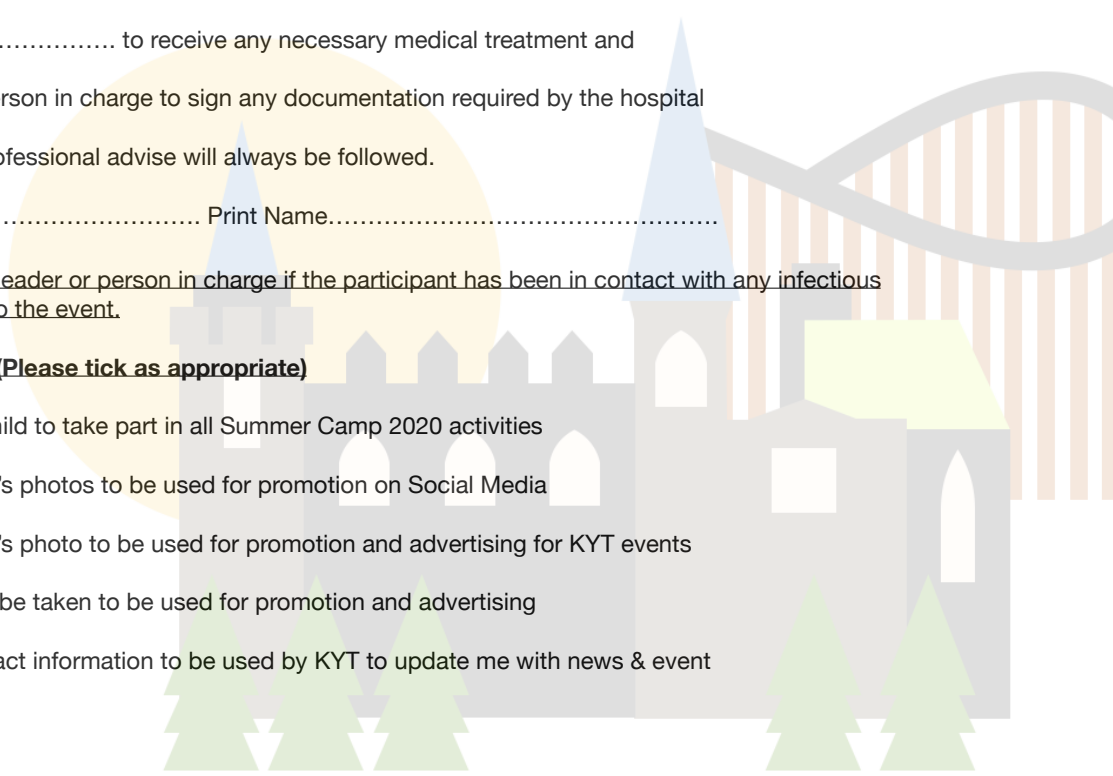 …………… to receive any necessary medical treatment and
erson in charge to sign any documentation required by the hospital
ofessional advise will always be followed.
……………………. Print Name………………………………………….
eader or person in charge if the participant has been in contact with any infectious
o the event.
(Please tick as appropriate)
ild to take part in all Summer Camp 2020 activities
's photos to be used for promotion on Social Media
's photo to be used for promotion and advertising for KYT events
be taken to be used for promotion and advertising
act information to be used by KYT to update me with news & event